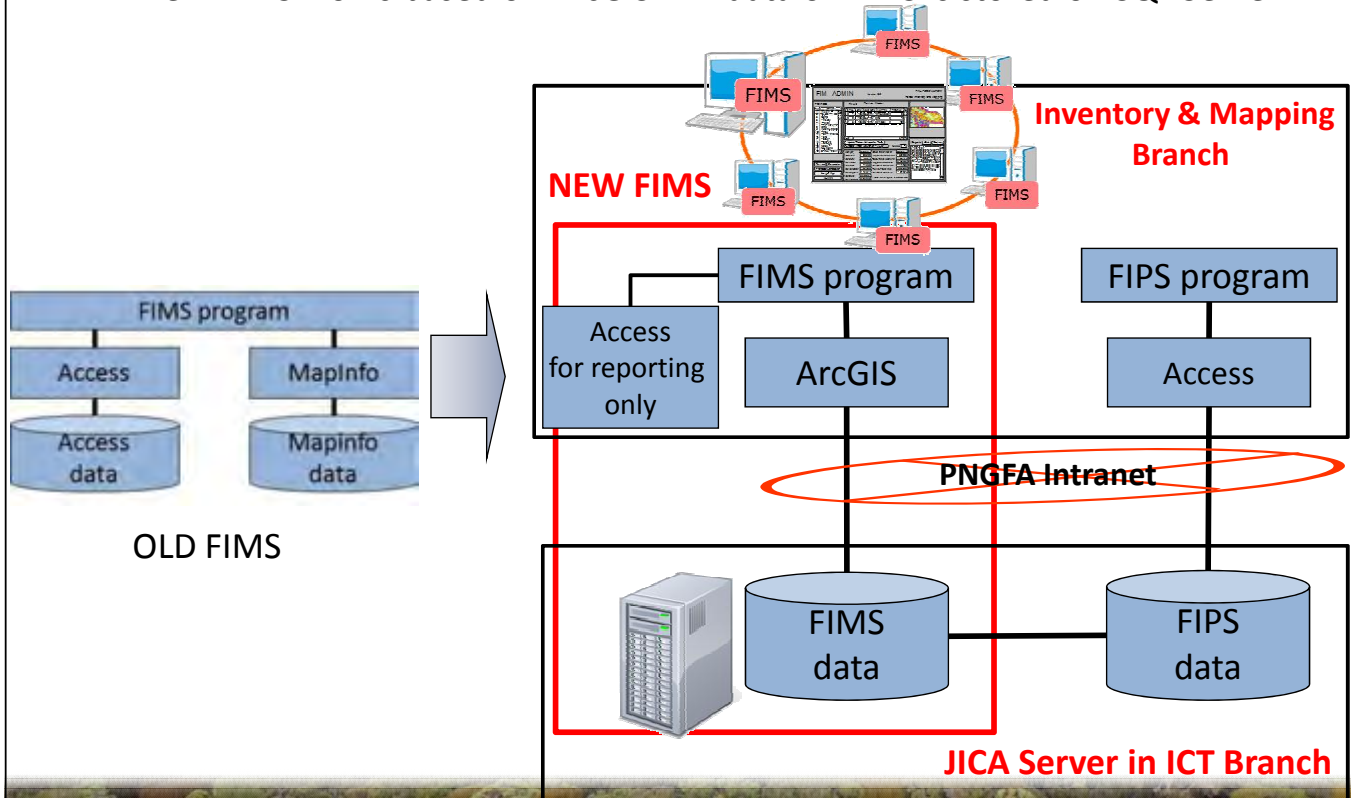 FIMS
FIMS
FIMS
FIMS
FIMS
FIMS
FIM ADMIN
Inventory & Mapping
Branch
NEW FIMS
FIMS program
Access
MapInfo
Access
data
Mapinfo
data
OLD FIMS
FIMS program
FIPS program
Access
for reporting
only
ArcGIS
Access
PNGFA Intranet
FIMS
data
FIPS
data
JICA Server in ICT Branch